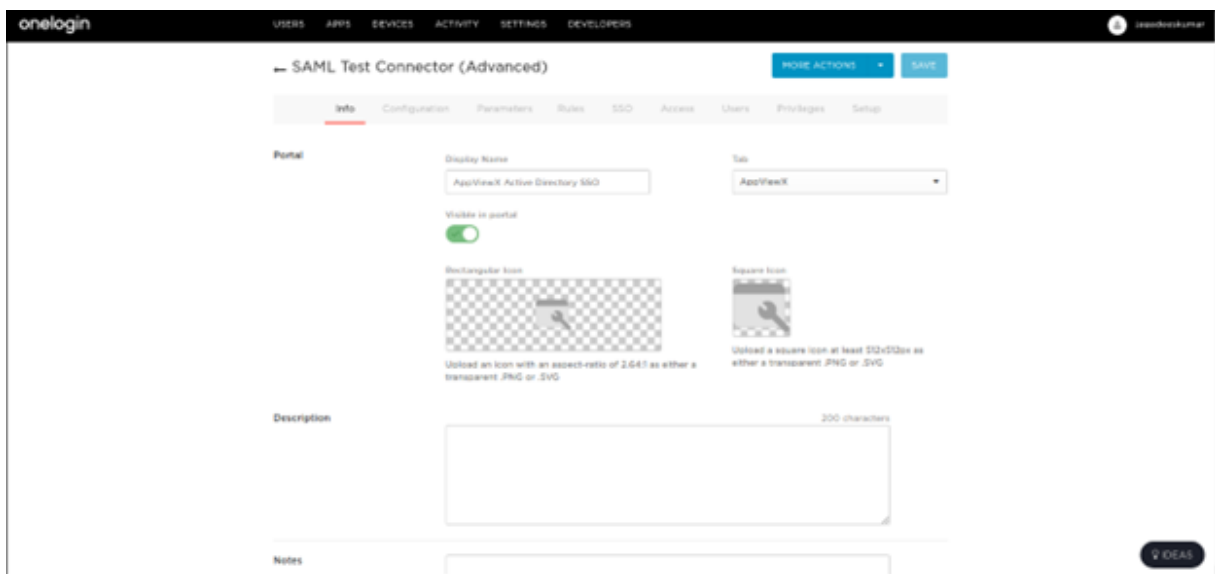 onelogin
USERS APPS DEVICES ACTIVITY SETTINGS DEVELOPERS
← SAML Test Connector (Advanced)
MORE ACTIONS
SAVE
Info Configuration Parameters Rules SSO Access Users Privileges Setup
Portal
Display Name
Tab
AppViewX Active Directory SSO
AppViewX
Visible in portal
Rectangular Icon
Square Icon
Upload an icon with an aspect-ratio of 2.64:1 as either a
transparent .PNG or .SVG
Upload a square icon at least 512x512px as
either a transparent .PNG or .SVG
Description
200 characters
Notes
IDEAS